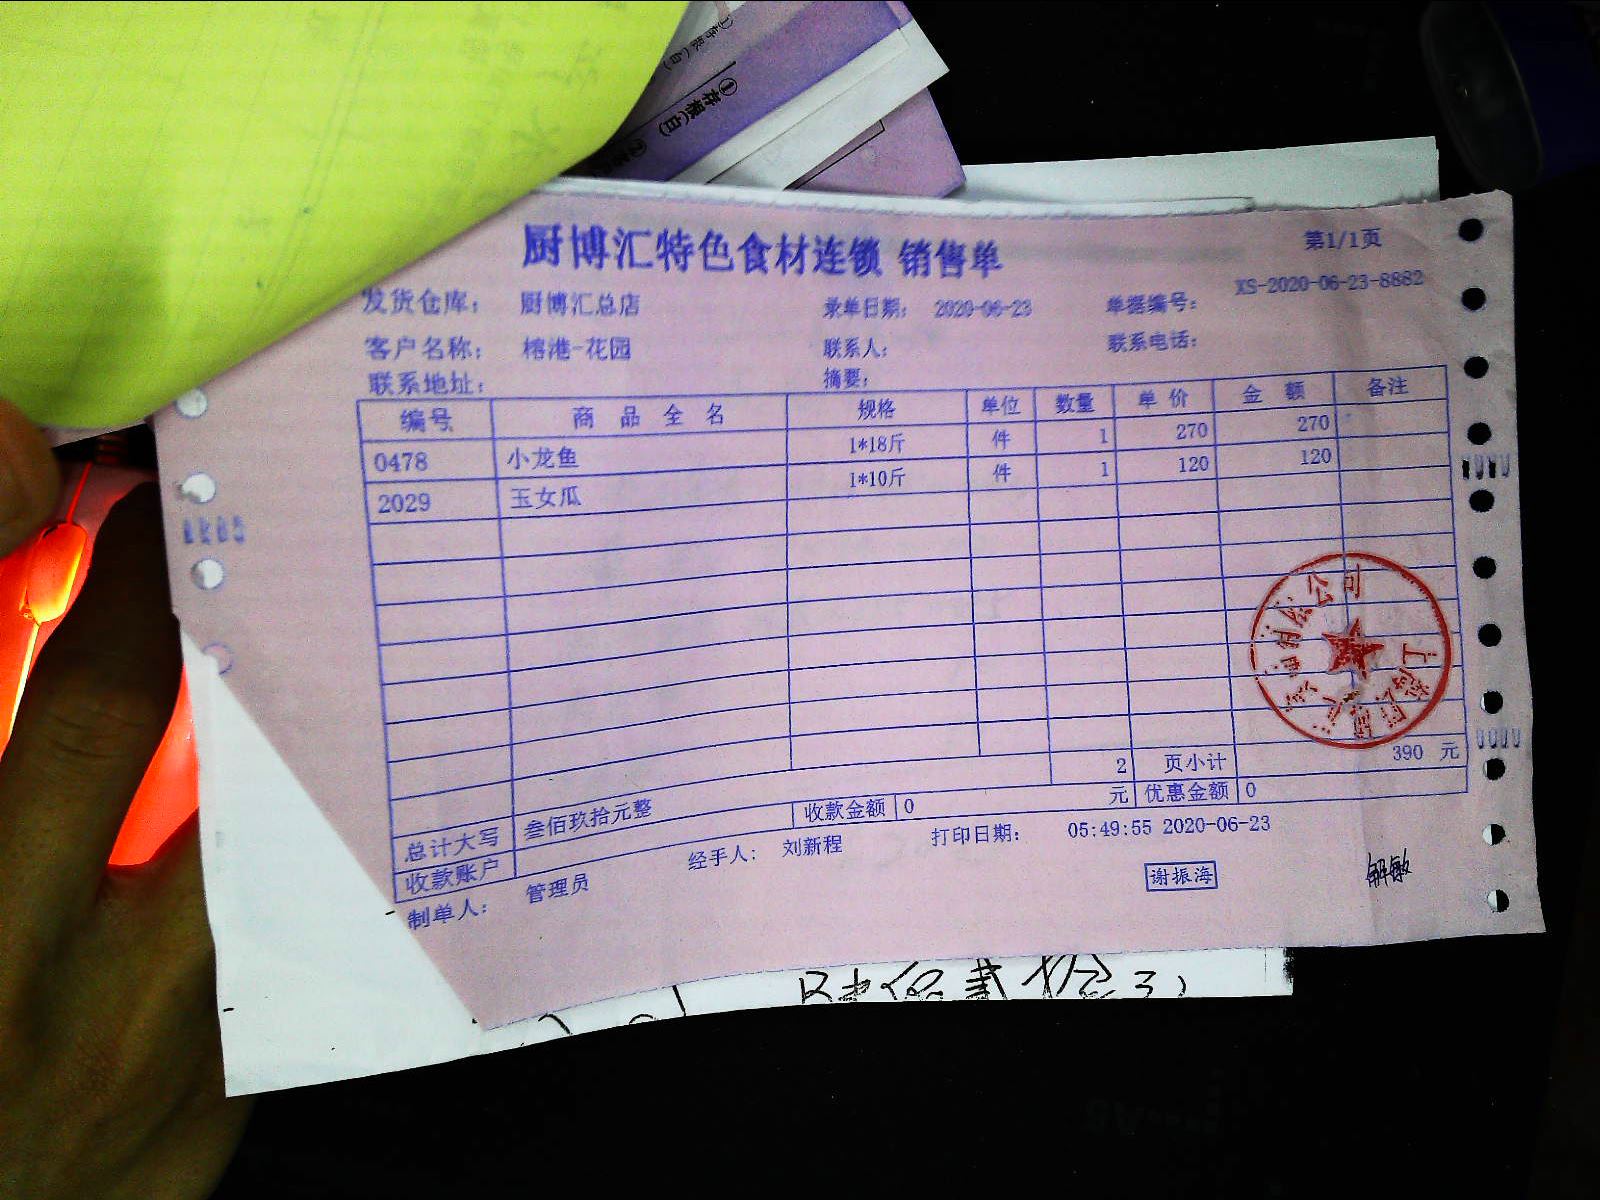 ①存根(白)
厨博汇特色食材连锁 销售单
第1/1页
发货仓库： 厨博汇总店 录单日期： 2020-06-23 单据编号： XS-2020-06-23-8882
客户名称： 榕港-花园 联系人： 联系电话：
联系地址： 摘要：
编号 商品全名 规格 单位 数量 单价 金额 备注
0478 小龙鱼 1*18斤 件 1 270 270
2029 玉女瓜 1*10斤 件 1 120 120
2 页小计 390 元
总计大写 叁佰玖拾元整 收款金额 0 元 优惠金额 0
收款账户
制单人： 管理员 经手人： 刘新程 打印日期： 05:49:55 2020-06-23
谢振海